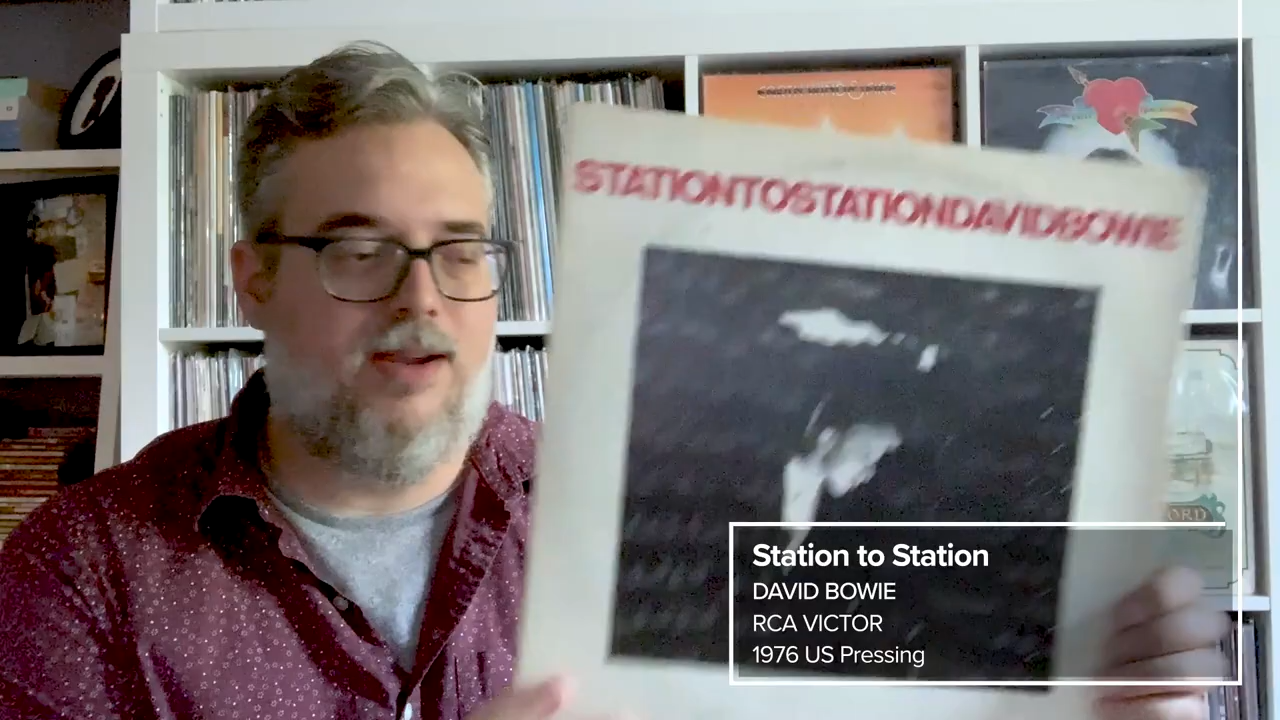 STATIONTOSTATIONDAVIDBOWIE
Station to Station
DAVID BOWIE
RCA VICTOR
1976 US Pressing